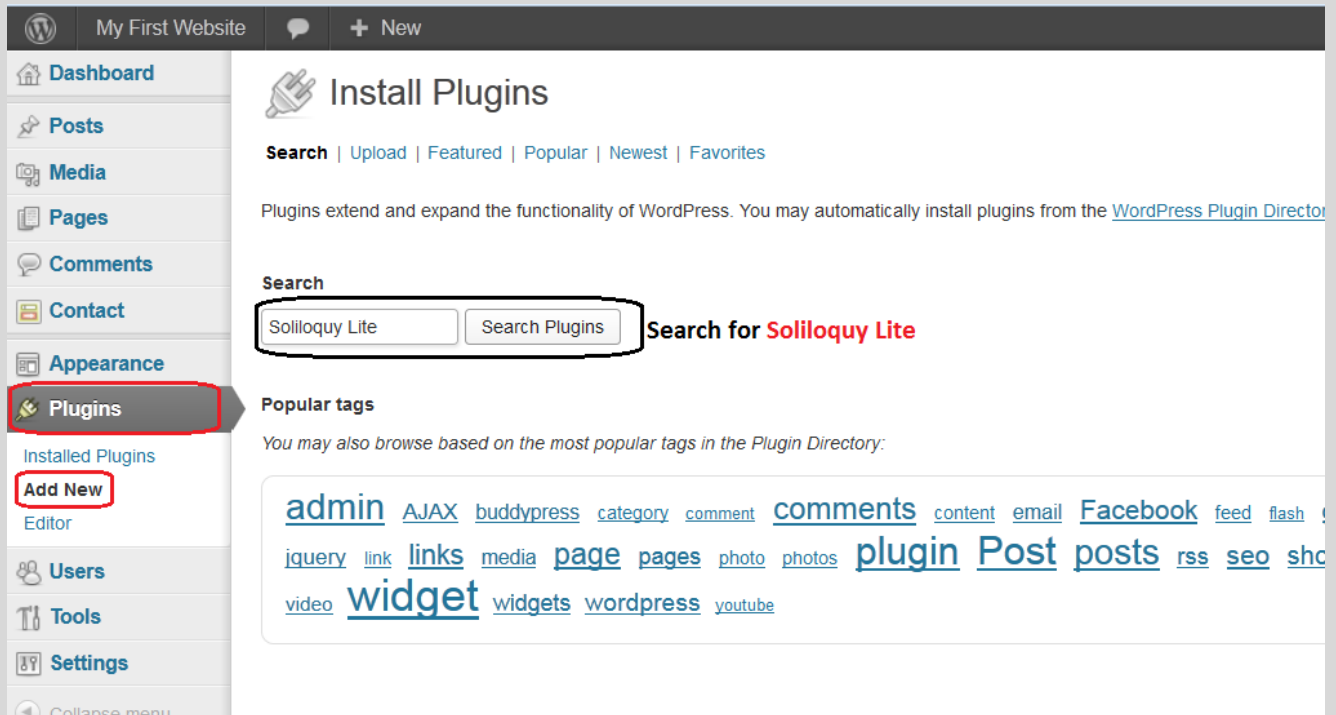 My First Website
New
Dashboard
Posts
Media
Pages
Comments
Contact
Appearance
Plugins
Installed Plugins
Add New
Editor
Users
Tools
Settings
Collapse menu
Install Plugins
Search | Upload | Featured | Popular | Newest | Favorites
Plugins extend and expand the functionality of WordPress. You may automatically install plugins from the WordPress Plugin Director
Search
Soliloquy Lite Search Plugins Search for Soliloquy Lite
Popular tags
You may also browse based on the most popular tags in the Plugin Directory:
admin AJAX buddypress category comment comments content email Facebook feed flash
jquery link links media page pages photo photos plugin Post posts rss seo sho
video widget widgets wordpress youtube